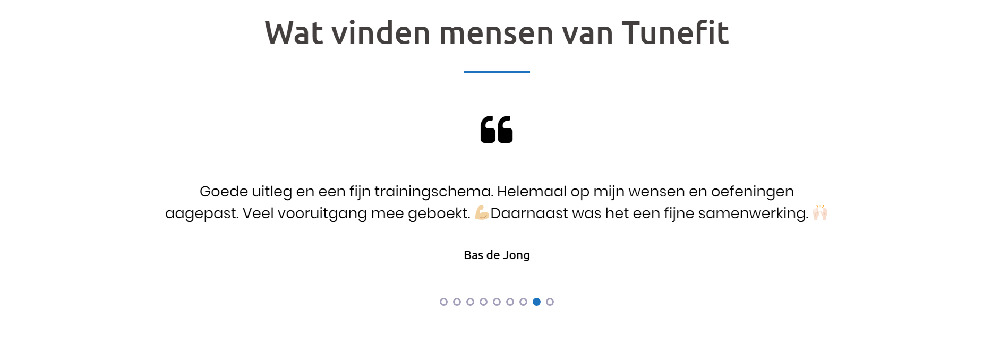 Wat vinden mensen van Tunefit
❝
Goede uitleg en een fijn trainingschema. Helemaal op mijn wensen en oefeningen
aagepast. Veel vooruitgang mee geboekt. 💪🏼Daarnaast was het een fijne samenwerking. 🙌🏻
Bas de Jong